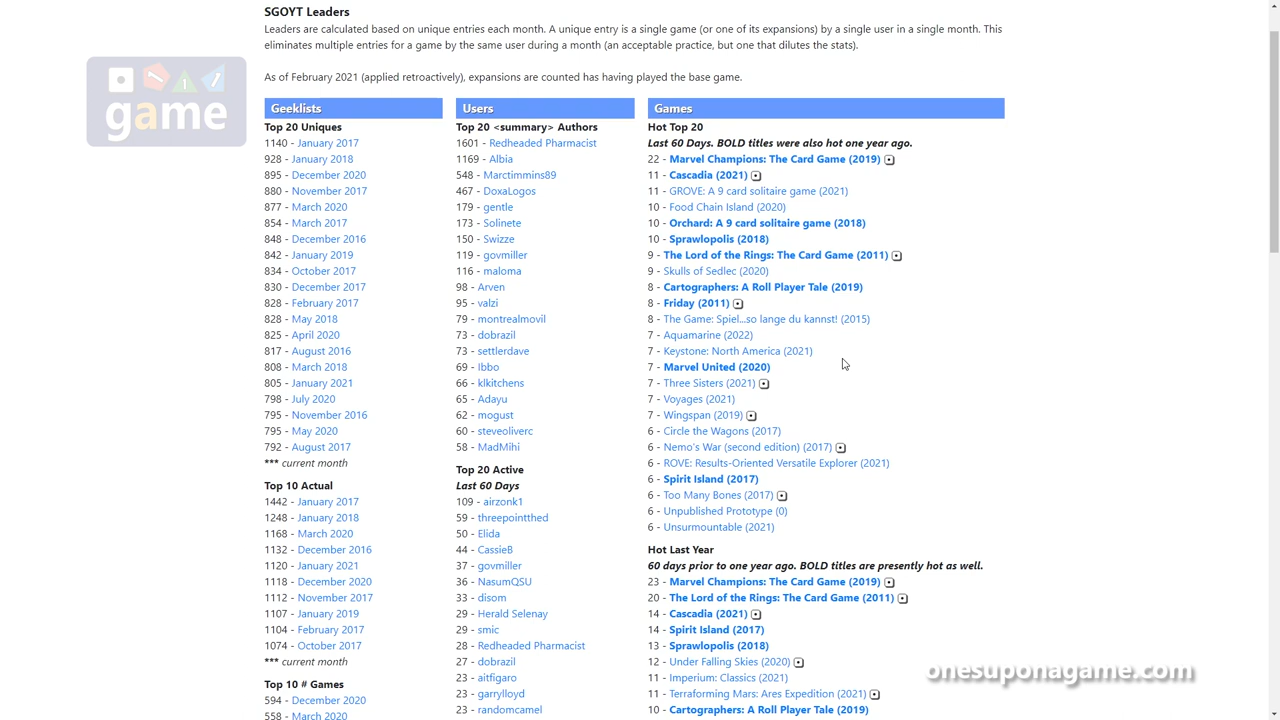 SGOYT Leaders
Leaders are calculated based on unique entries each month. A unique entry is a single game (or one of its expansions) by a single user in a single month. This
eliminates multiple entries for a game by the same user during a month (an acceptable practice, but one that dilutes the stats).
As of February 2021 (applied retroactively), expansions are counted has having played the base game.
game
Geeklists
Top 20 Uniques
1140 - January 2017
928 - January 2018
895 - December 2020
880 - November 2017
877 - March 2020
854 - March 2017
848 - December 2016
842 - January 2019
834 - October 2017
830 - December 2017
828 - February 2017
828 - May 2018
825 - April 2020
817 - August 2016
808 - March 2018
805 - January 2021
798 - July 2020
795 - November 2016
795 - May 2020
792 - August 2017
*** current month
Top 10 Actual
1442 - January 2017
1248 - January 2018
1168 - March 2020
1132 - December 2016
1120 - January 2021
1118 - December 2020
1112 - November 2017
1107 - January 2019
1104 - February 2017
1074 - October 2017
*** current month
Top 10 # Games
594 - December 2020
558 - March 2020
Users
Top 20 <summary> Authors
1601 - Redheaded Pharmacist
1169 - Albia
548 - Marctimmins89
467 - DoxaLogos
179 - gentle
173 - Solinete
150 - Swizze
119 - govmiller
116 - maloma
98 - Arven
95 - valzi
79 - montrealmovil
73 - dobrazil
73 - settlerdave
69 - Ibbo
66 - klkitchens
65 - Adayu
62 - mogust
60 - steveoliverc
58 - MadMihi
Top 20 Active
Last 60 Days
109 - airzonk1
59 - threepointthed
50 - Elida
44 - CassieB
37 - govmiller
36 - NasumQSU
33 - disom
29 - Herald Selenay
29 - smic
28 - Redheaded Pharmacist
27 - dobrazil
23 - aitfigaro
23 - garrylloyd
23 - randomcamel
Games
Hot Top 20
Last 60 Days. BOLD titles were also hot one year ago.
22 - Marvel Champions: The Card Game (2019)
11 - Cascadia (2021)
11 - GROVE: A 9 card solitaire game (2021)
10 - Food Chain Island (2020)
10 - Orchard: A 9 card solitaire game (2018)
10 - Sprawlopolis (2018)
9 - The Lord of the Rings: The Card Game (2011)
9 - Skulls of Sedlec (2020)
8 - Cartographers: A Roll Player Tale (2019)
8 - Friday (2011)
8 - The Game: Spiel...so lange du kannst! (2015)
7 - Aquamarine (2022)
7 - Keystone: North America (2021)
7 - Marvel United (2020)
7 - Three Sisters (2021)
7 - Voyages (2021)
7 - Wingspan (2019)
6 - Circle the Wagons (2017)
6 - Nemo's War (second edition) (2017)
6 - ROVE: Results-Oriented Versatile Explorer (2021)
6 - Spirit Island (2017)
6 - Too Many Bones (2017)
6 - Unpublished Prototype (0)
6 - Unsurmountable (2021)
Hot Last Year
60 days prior to one year ago. BOLD titles are presently hot as well.
23 - Marvel Champions: The Card Game (2019)
20 - The Lord of the Rings: The Card Game (2011)
14 - Cascadia (2021)
14 - Spirit Island (2017)
13 - Sprawlopolis (2018)
12 - Under Falling Skies (2020)
11 - Imperium: Classics (2021)
11 - Terraforming Mars: Ares Expedition (2021)
10 - Cartographers: A Roll Player Tale (2019)
onesuponagame.com